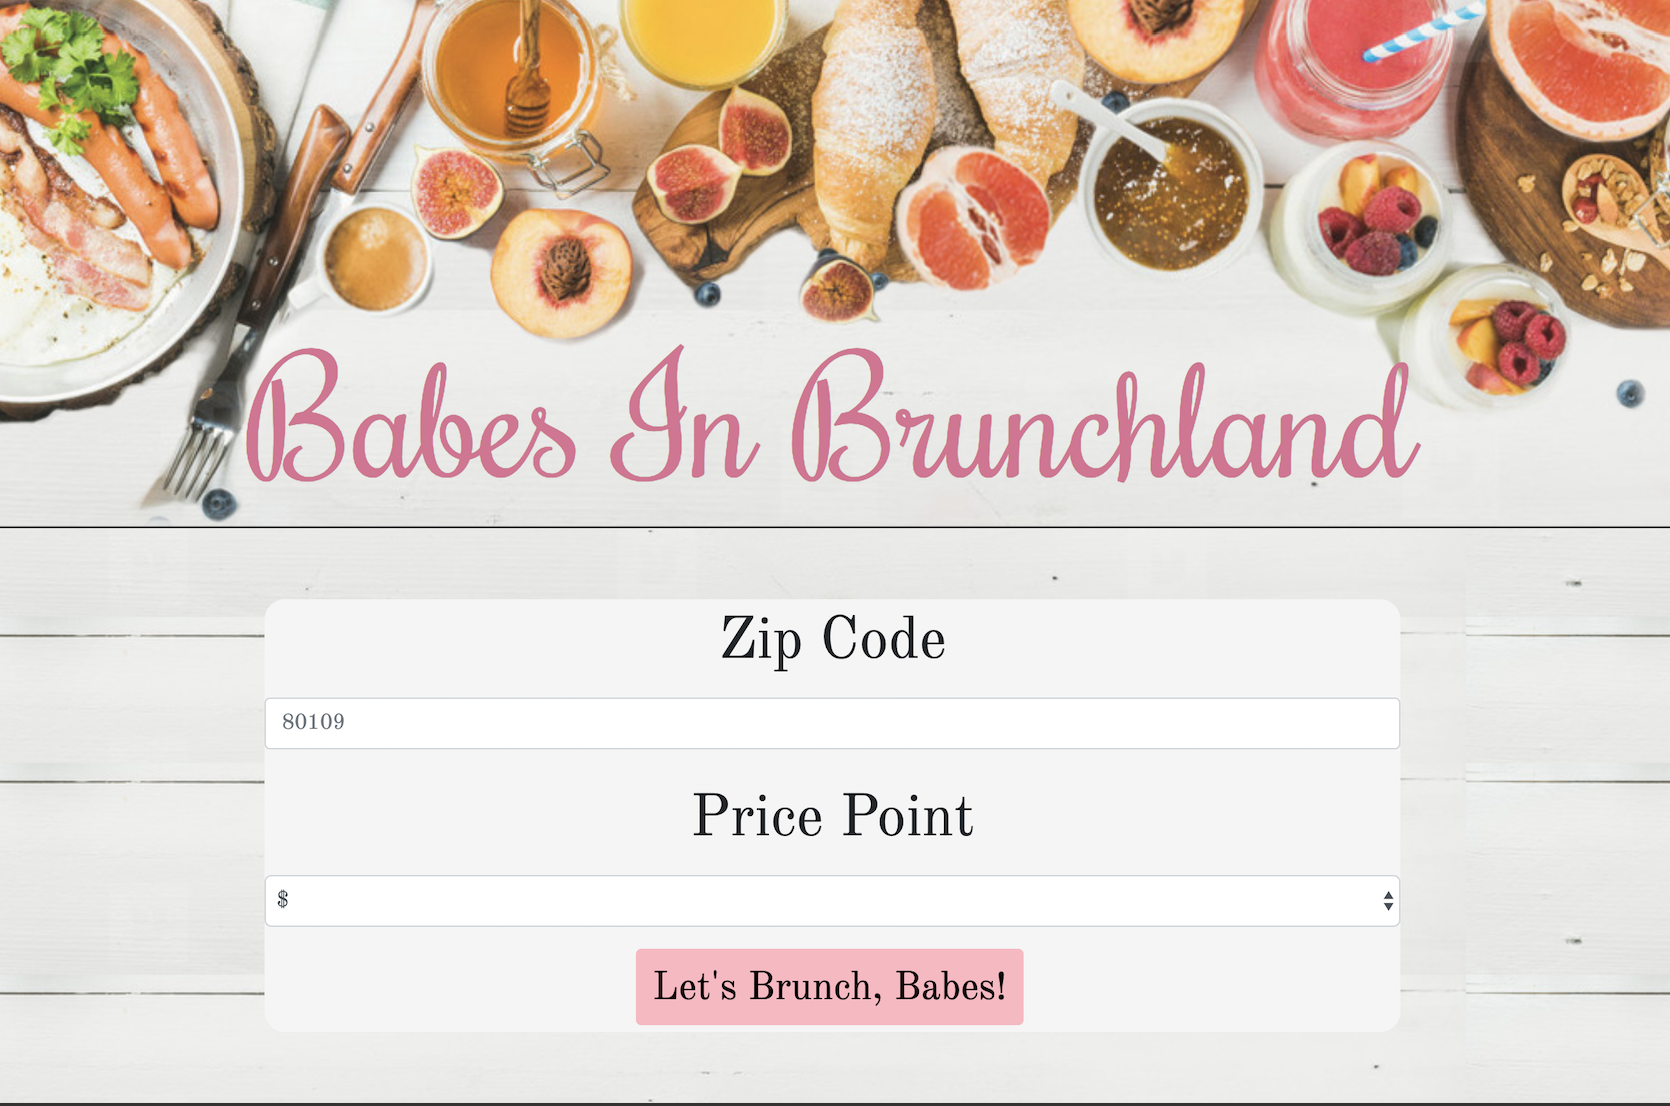 Babes In Brunchland
Zip Code
80109
Price Point
$
Let's Brunch, Babes!